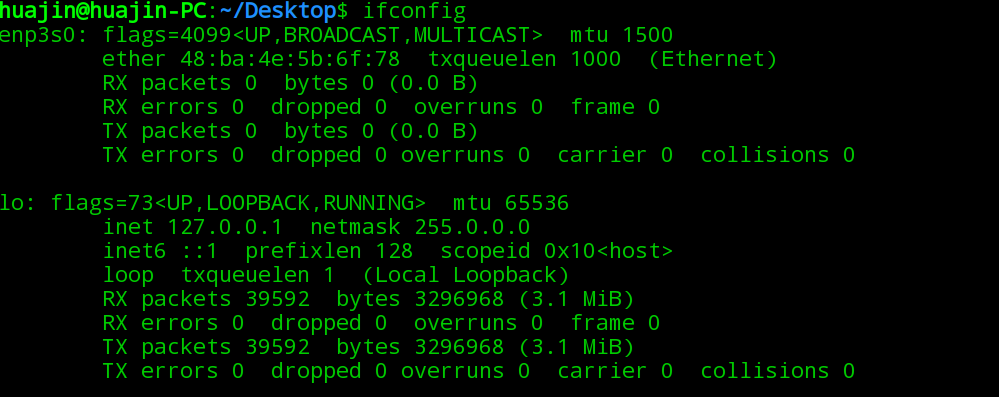 huajin@huajin-PC:~/Desktop$ ifconfig
enp3s0: flags=4099<UP,BROADCAST,MULTICAST>  mtu 1500
        ether 48:ba:4e:5b:6f:78  txqueuelen 1000  (Ethernet)
        RX packets 0  bytes 0 (0.0 B)
        RX errors 0  dropped 0  overruns 0  frame 0
        TX packets 0  bytes 0 (0.0 B)
        TX errors 0  dropped 0 overruns 0  carrier 0  collisions 0

lo: flags=73<UP,LOOPBACK,RUNNING>  mtu 65536
        inet 127.0.0.1  netmask 255.0.0.0
        inet6 ::1  prefixlen 128  scopeid 0x10<host>
        loop  txqueuelen 1  (Local Loopback)
        RX packets 39592  bytes 3296968 (3.1 MiB)
        RX errors 0  dropped 0  overruns 0  frame 0
        TX packets 39592  bytes 3296968 (3.1 MiB)
        TX errors 0  dropped 0 overruns 0  carrier 0  collisions 0